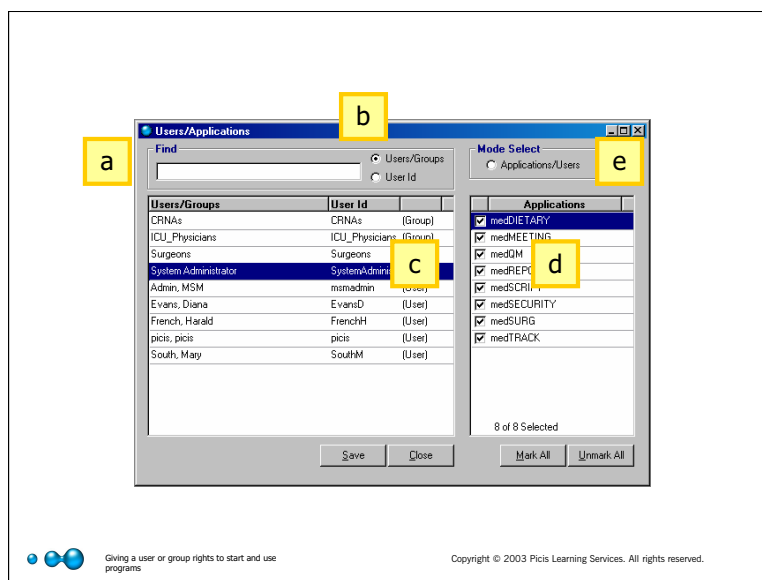 b
Users/Applications
a
Find
Users/Groups
User Id
Mode Select
Applications/Users
e
Users/Groups User Id
CRNAs CRNAs (Group)
ICU_Physicians ICU_Physicians (Group)
Surgeons Surgeons
System Administrator
Admin, MSM msmadmin (User)
Evans, Diana EvansD (User)
French, Harald FrenchH (User)
picis, picis picis (User)
South, Mary SouthM (User)
c
Applications
medDIETARY
medMEETING
medQM
medSCRIPT
medSECURITY
medSURG
medTRACK
d
8 of 8 Selected
Save Close Mark All Unmark All
Giving a user or group rights to start and use
programs
Copyright © 2003 Picis Learning Services. All rights reserved.